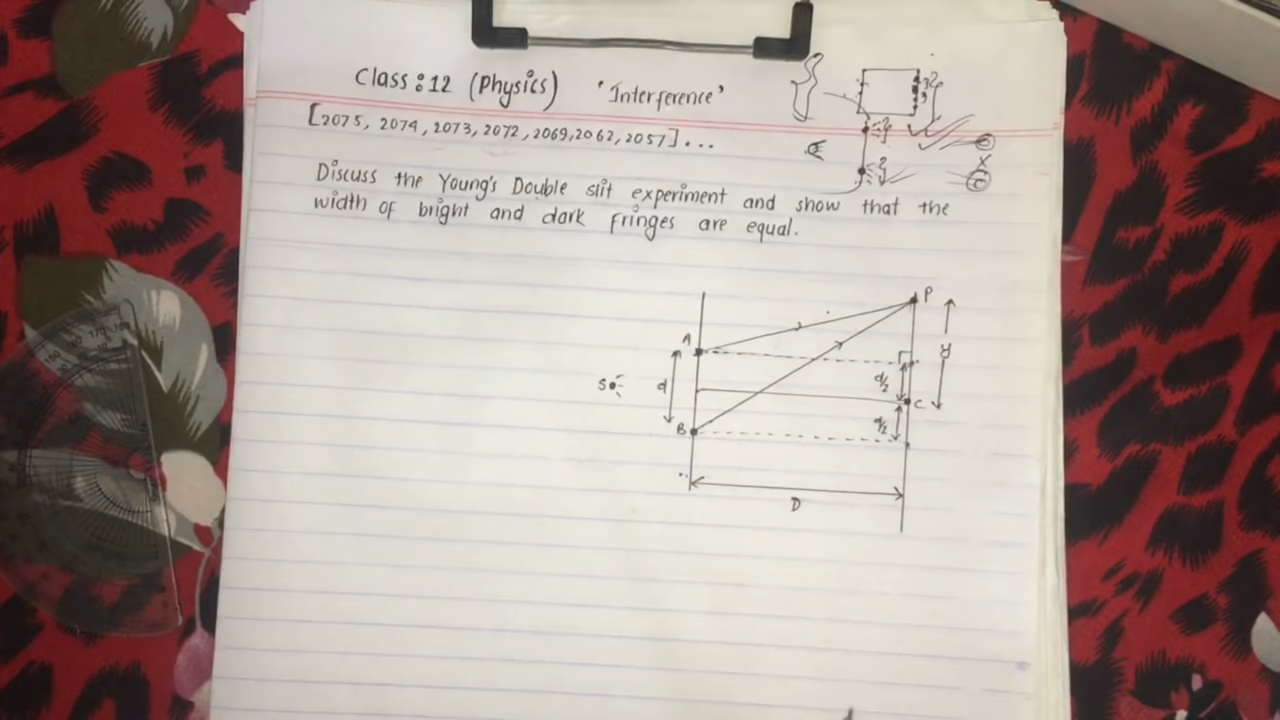 Class: 12 (Physics) 'Interference'
[2075, 2074, 2073, 2072, 2069, 2062, 2057]...
Discuss the Young's Double slit experiment and show that the
width of bright and dark fringes are equal.
P
A
y
S
d
d/2
C
B
d/2
D